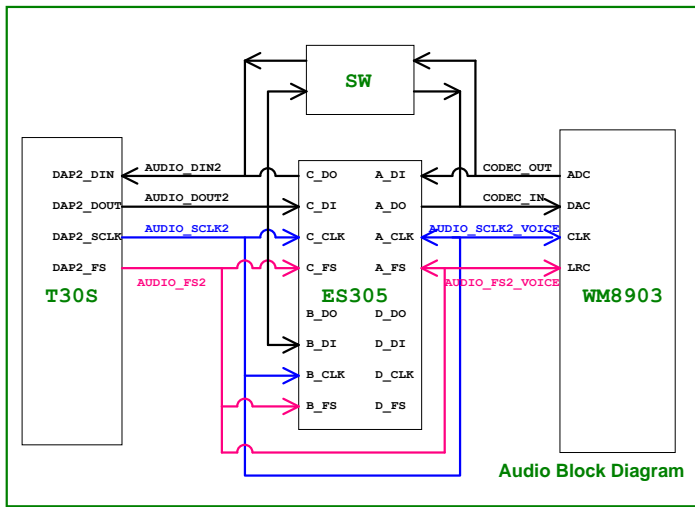 SW
DAP2_DIN
AUDIO_DIN2
C_DO
A_DI
CODEC_OUT
ADC
DAP2_DOUT
AUDIO_DOUT2
C_DI
A_DO
CODEC_IN
DAC
DAP2_SCLK
AUDIO_SCLK2
C_CLK
A_CLK
AUDIO_SCLK2_VOICE
CLK
DAP2_FS
AUDIO_FS2
C_FS
A_FS
AUDIO_FS2_VOICE
LRC
T30S
ES305
WM8903
B_DO
D_DO
B_DI
D_DI
B_CLK
D_CLK
B_FS
D_FS
Audio Block Diagram